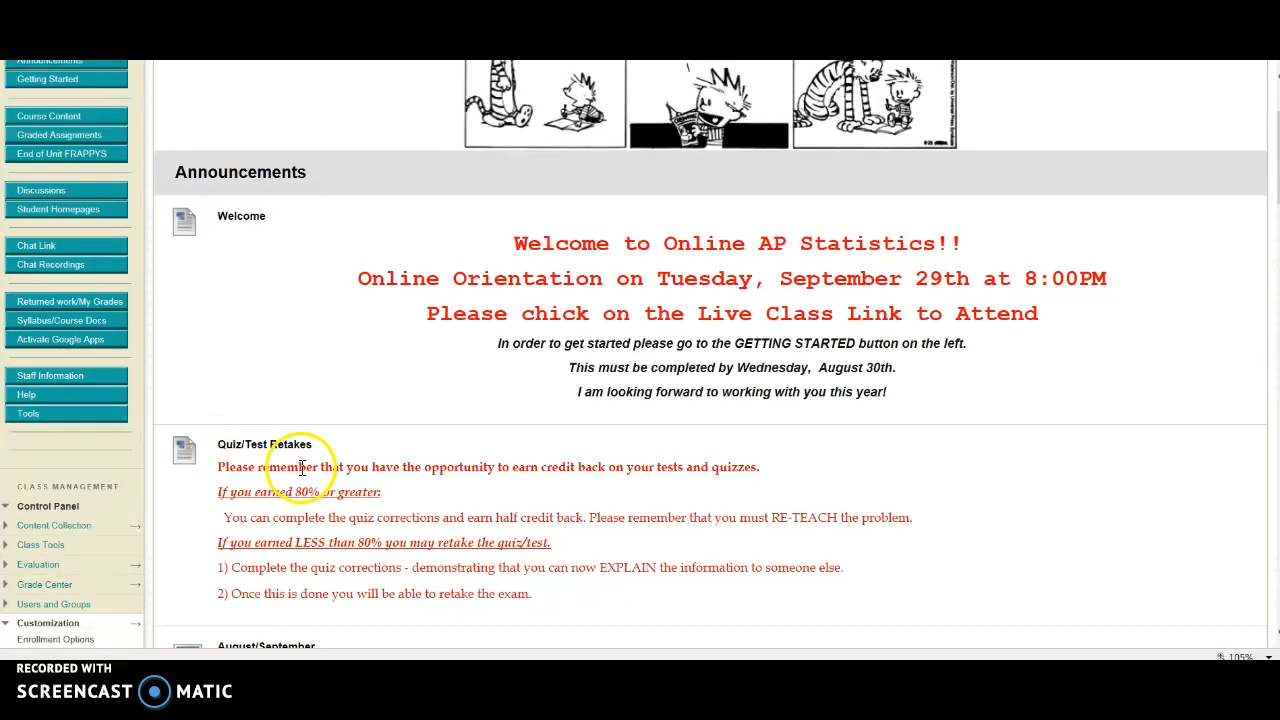 Announcements
Getting Started
Course Content
Graded Assignments
End of Unit FRAPPYS
Discussions
Student Homepages
Chat Link
Chat Recordings
Returned work/My Grades
Syllabus/Course Docs
Activate Google Apps
Staff Information
Help
Tools
CLASS MANAGEMENT
Control Panel
Content Collection
Class Tools
Evaluation
Grade Center
Users and Groups
Customization
Enrollment Options
Announcements
Welcome
Welcome to Online AP Statistics!!
Online Orientation on Tuesday, September 29th at 8:00PM
Please chick on the Live Class Link to Attend
In order to get started please go to the GETTING STARTED button on the left.
This must be completed by Wednesday, August 30th.
I am looking forward to working with you this year!
Quiz/Test Retakes
Please remember that you have the opportunity to earn credit back on your tests and quizzes.
If you earned 80% or greater:
You can complete the quiz corrections and earn half credit back. Please remember that you must RE-TEACH the problem.
If you earned LESS than 80% you may retake the quiz/test.
1) Complete the quiz corrections - demonstrating that you can now EXPLAIN the information to someone else.
2) Once this is done you will be able to retake the exam.
August/September
105%
RECORDED WITH
SCREENCAST MATIC